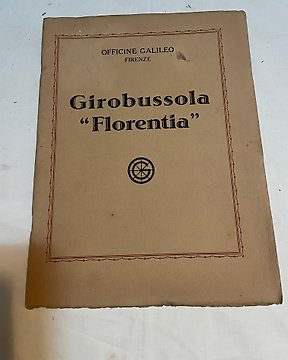 OFFICINE GALILEO
FIRENZE
Girobussola
“Florentia”